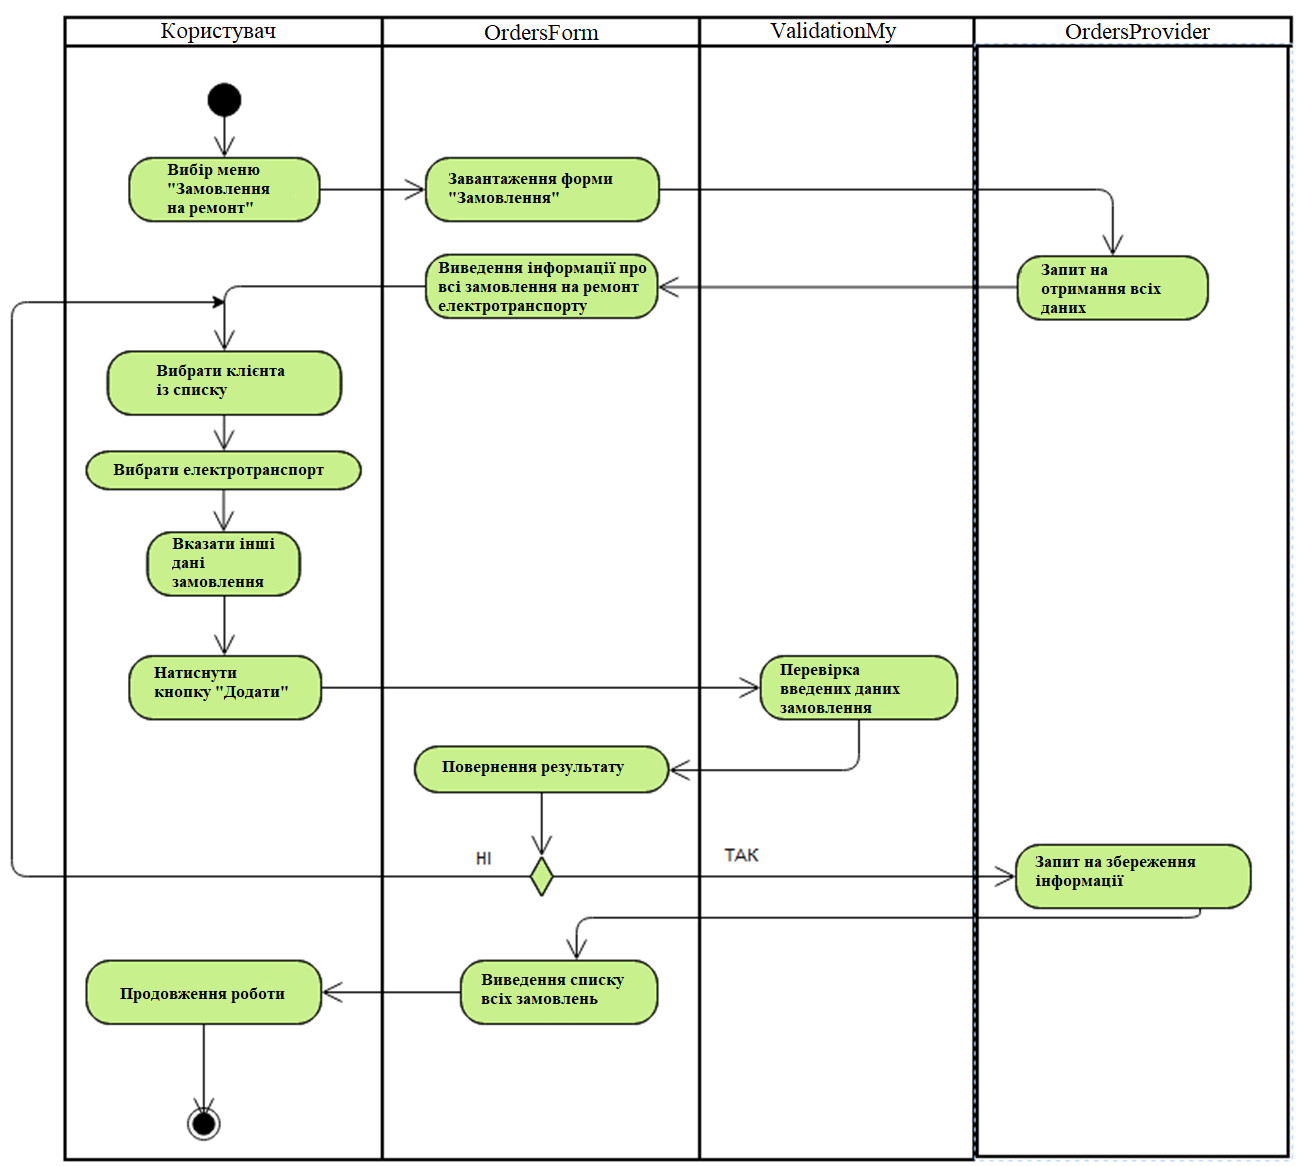 Користувач
OrdersForm
ValidationMy
OrdersProvider
Вибір меню
"Замовлення
на ремонт"
Завантаження форми
"Замовлення"
Виведення інформації про
всі замовлення на ремонт
електротранспорту
Запит на
отримання всіх
даних
Вибрати клієнта
із списку
Вибрати електротранспорт
Вказати інші
дані
замовлення
Натиснути
кнопку "Додати"
Перевірка
введених даних
замовлення
Повернення результату
НІ
ТАК
Запит на збереження
інформації
Виведення списку
всіх замовлень
Продовження роботи